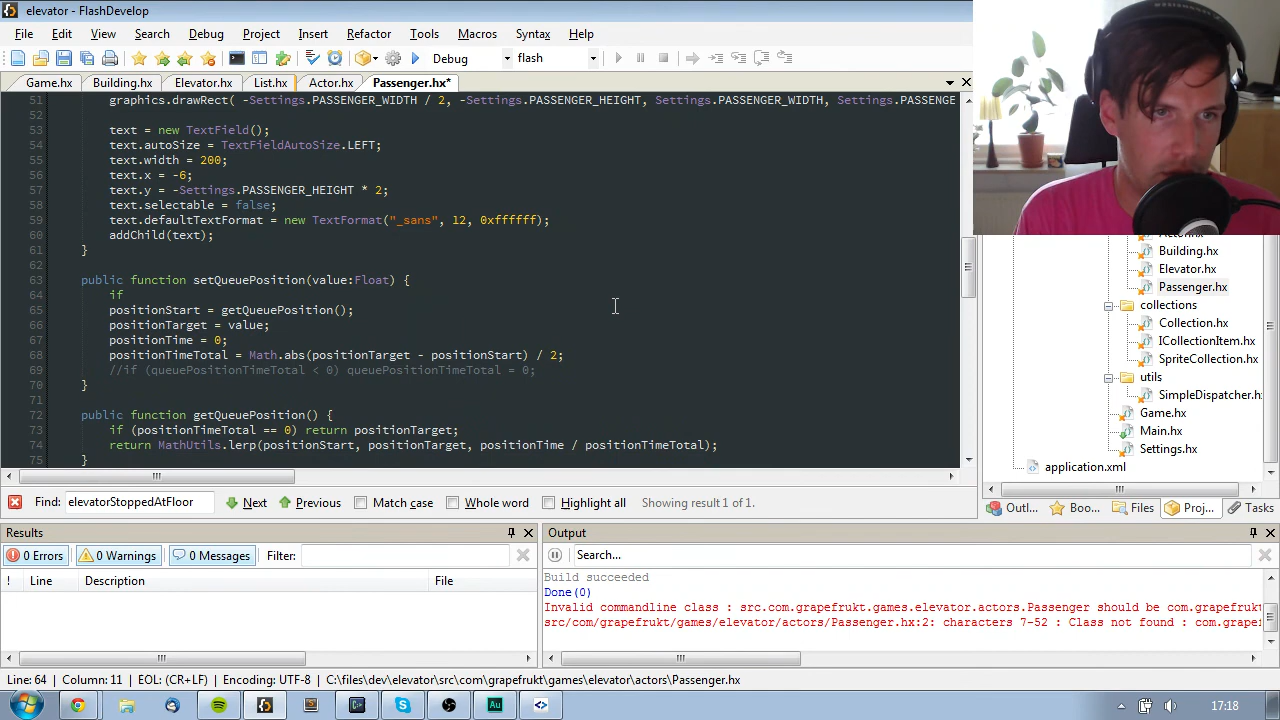 elevator - FlashDevelop
File Edit View Search Debug Project Insert Refactor Tools Macros Syntax Help
Debug flash
Game.hx Building.hx Elevator.hx List.hx Actor.hx Passenger.hx*
51 graphics.drawRect( -Settings.PASSENGER_WIDTH / 2, -Settings.PASSENGER_HEIGHT, Settings.PASSENGER_WIDTH, Settings.PASSENGE
52
53 text = new TextField();
54 text.autoSize = TextFieldAutoSize.LEFT;
55 text.width = 200;
56 text.x = -6;
57 text.y = -Settings.PASSENGER_HEIGHT * 2;
58 text.selectable = false;
59 text.defaultTextFormat = new TextFormat("_sans", 12, 0xffffff);
60 addChild(text);
61 }
62
63 public function setQueuePosition(value:Float) {
64 if
65 positionStart = getQueuePosition();
66 positionTarget = value;
67 positionTime = 0;
68 positionTimeTotal = Math.abs(positionTarget - positionStart) / 2;
69 //if (queuePositionTimeTotal < 0) queuePositionTimeTotal = 0;
70 }
71
72 public function getQueuePosition() {
73 if (positionTimeTotal == 0) return positionTarget;
74 return MathUtils.lerp(positionStart, positionTarget, positionTime / positionTimeTotal);
75 }
Building.hx
Elevator.hx
Passenger.hx
collections
Collection.hx
ICollectionItem.hx
SpriteCollection.hx
utils
SimpleDispatcher.hx
Game.hx
Main.hx
Settings.hx
application.xml
Find: elevatorStoppedAtFloor Next Previous Match case Whole word Highlight all Showing result 1 of 1.
Outl... Boo... Files Proj... Tasks
Results
0 Errors 0 Warnings 0 Messages Filter:
! Line Description File
Output
Search...
Build succeeded
Done(0)
Invalid commandline class : src.com.grapefrukt.games.elevator.actors.Passenger should be com.grapefrukt
src/com/grapefrukt/games/elevator/actors/Passenger.hx:2: characters 7-52 : Class not found : com.grape
Line: 64 Column: 11 EOL: (CR+LF) Encoding: UTF-8 C:\files\dev\elevator\src\com\grapefrukt\games\elevator\actors\Passenger.hx
17:18